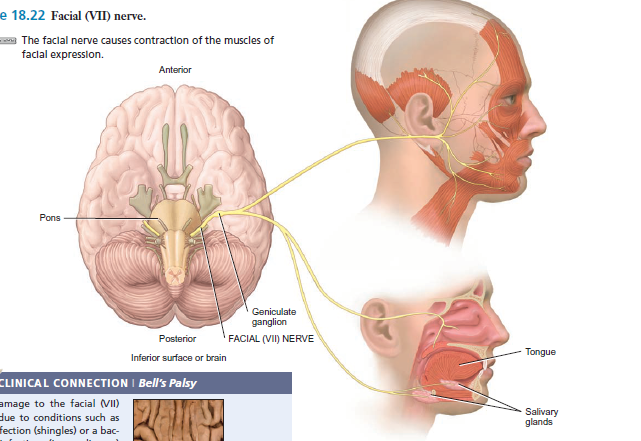 e 18.22 Facial (VII) nerve.
The facial nerve causes contraction of the muscles of
facial expression.
Anterior
Pons
Geniculate
ganglion
Posterior
FACIAL (VII) NERVE
Inferior surface or brain
Tongue
Salivary
glands
CLINICAL CONNECTION | Bell's Palsy
amage to the facial (VII)
due to conditions such as
fection (shingles) or a bac-